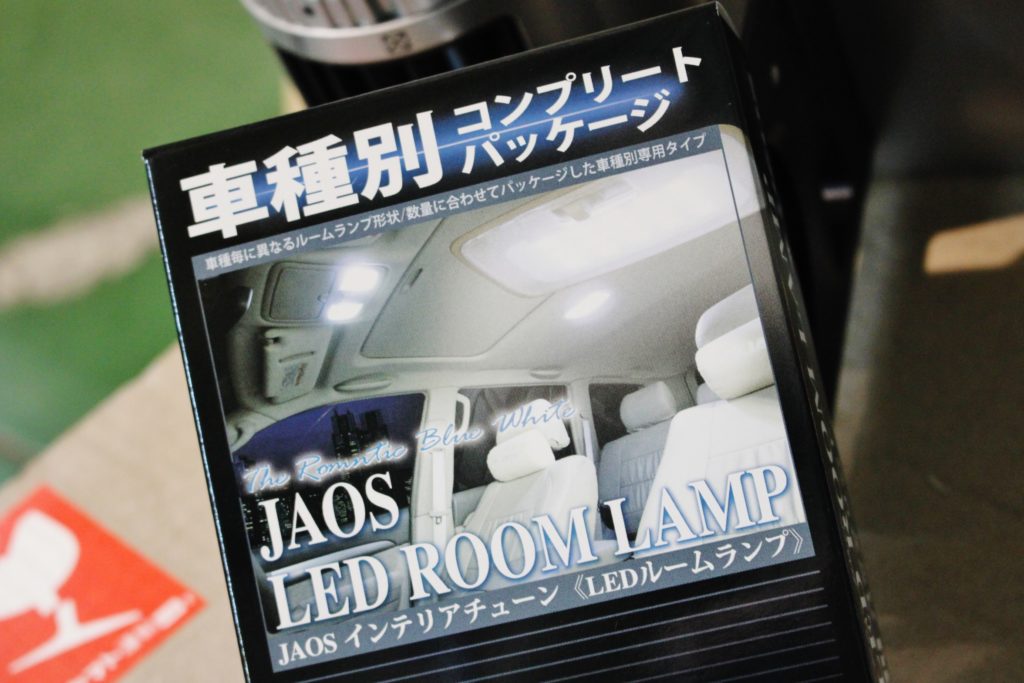 車種別
コンプリート
パッケージ
車種毎に異なるルームランプ形状/数量に合わせてパッケージした車種別専用タイプ
The Romntic Blue White
JAOS
LED ROOM LAMP
JAOS インテリアチューン《LEDルームランプ》